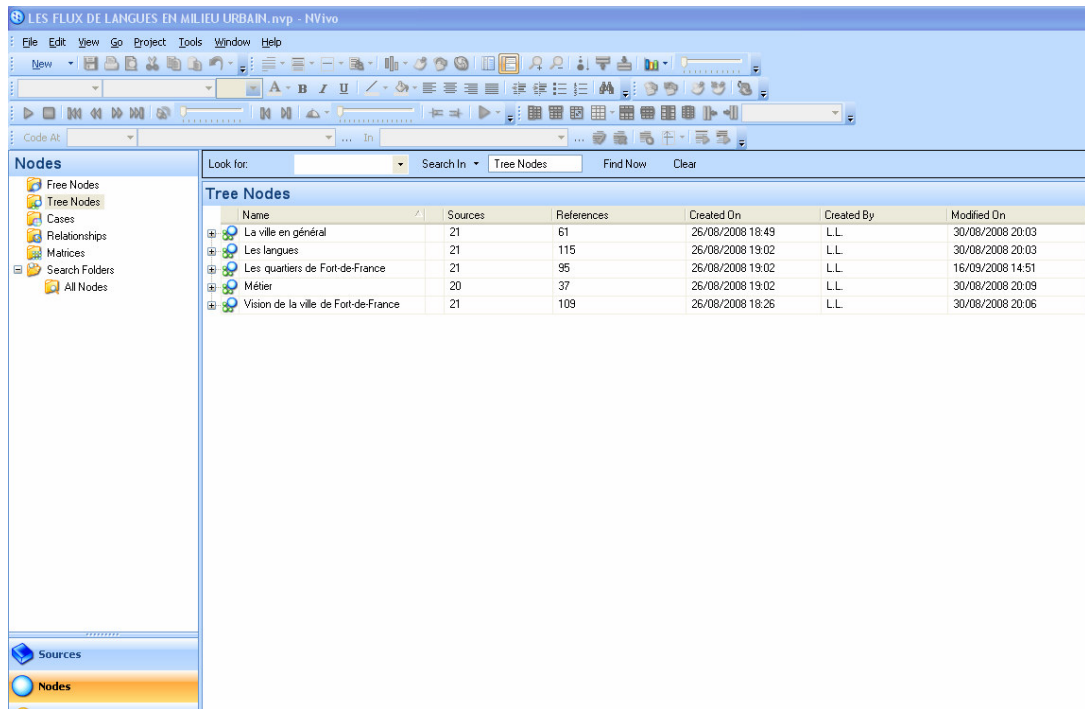 LES FLUX DE LANGUES EN MILIEU URBAIN.nvp - NVivo
File Edit View Go Project Tools Window Help
New
A B I U
Code At In
Nodes
Look for: Search In Tree Nodes Find Now Clear
Free Nodes
Tree Nodes
Cases
Relationships
Matrices
Search Folders
All Nodes
Tree Nodes
Name Sources References Created On Created By Modified On
La ville en général 21 61 26/08/2008 18:49 L.L. 30/08/2008 20:03
Les langues 21 115 26/08/2008 19:02 L.L. 30/08/2008 20:03
Les quartiers de Fort-de-France 21 95 26/08/2008 19:02 L.L. 16/09/2008 14:51
Métier 20 37 26/08/2008 19:02 L.L. 30/08/2008 20:09
Vision de la ville de Fort-de-France 21 109 26/08/2008 18:26 L.L. 30/08/2008 20:06
Sources
Nodes